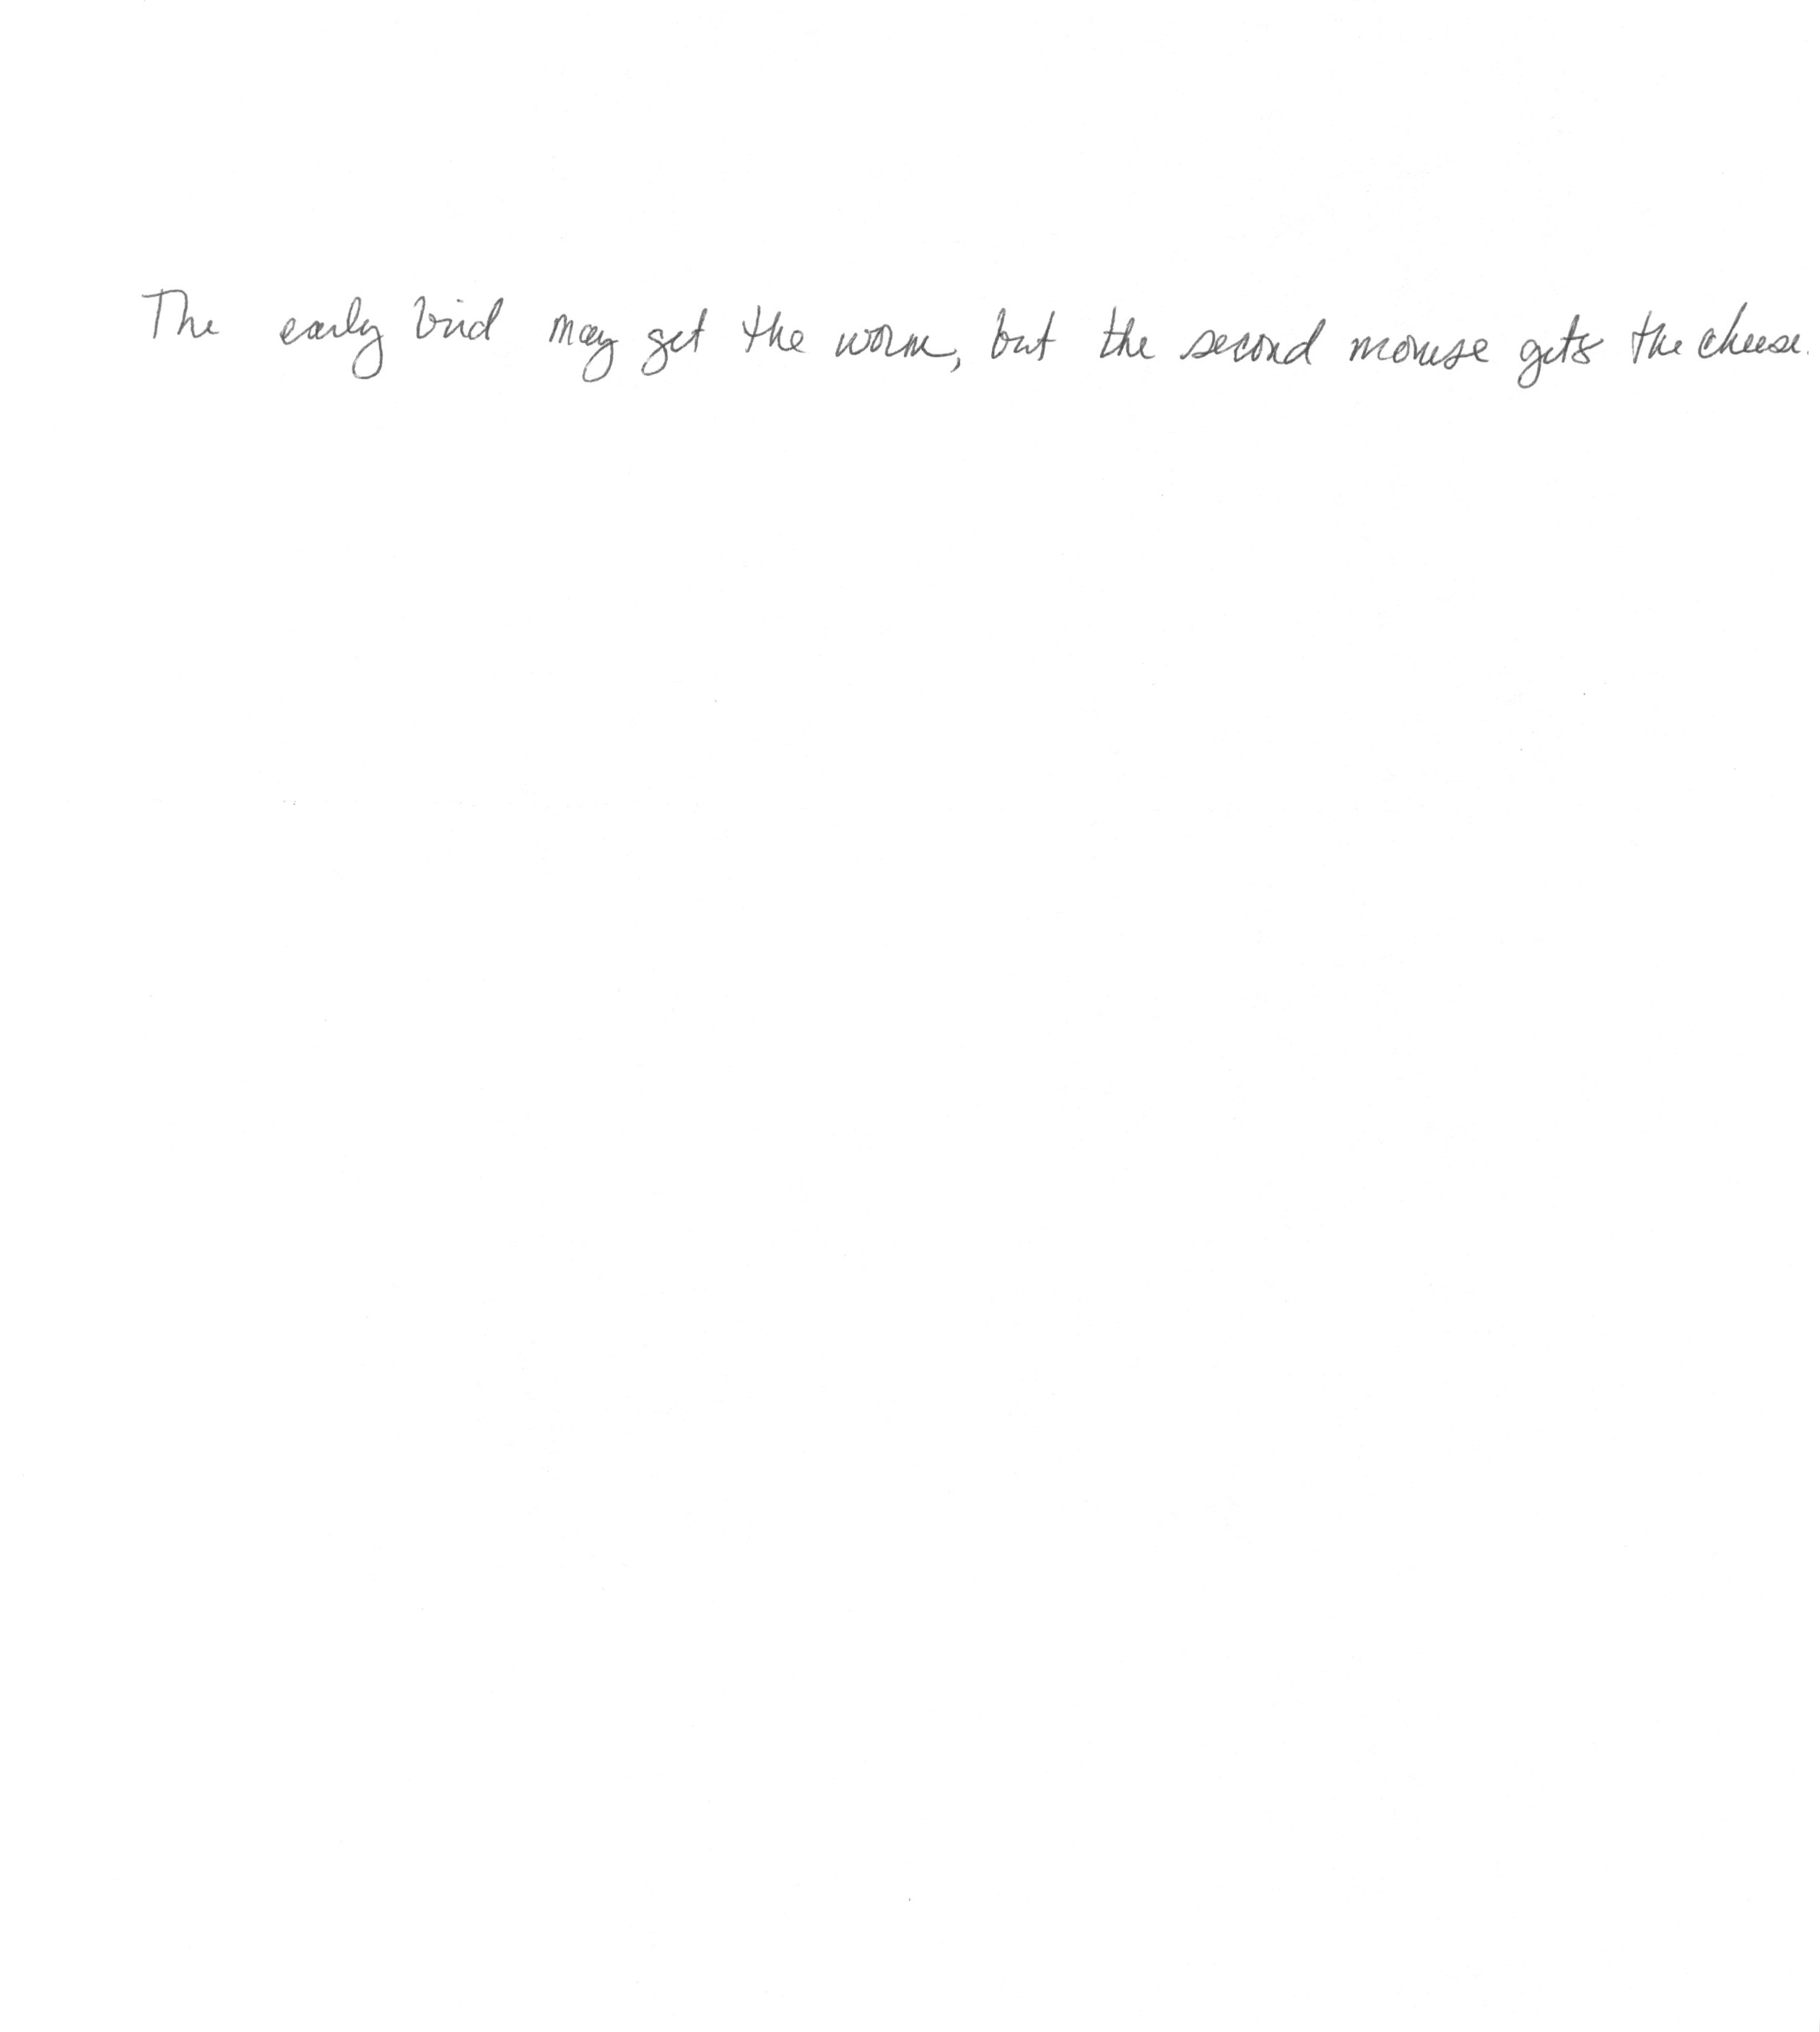 The early bird may get the worm, but the second mouse gets the cheese.